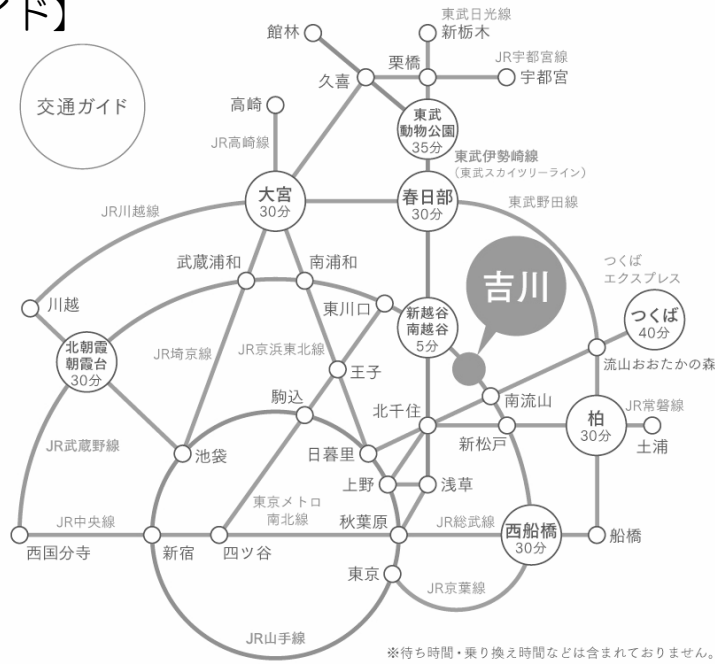 ド】
交通ガイド
館林
東武日光線
新栃木
栗橋
JR宇都宮線
久喜
宇都宮
高崎
東武
動物公園
35分
JR高崎線
東武伊勢崎線
（東武スカイツリーライン）
大宮
30分
春日部
30分
東武野田線
JR川越線
武蔵浦和
南浦和
吉川
つくば
エクスプレス
川越
東川口
新越谷
南越谷
5分
つくば
40分
北朝霞
朝霞台
30分
JR埼京線
JR京浜東北線
王子
流山おおたかの森
駒込
北千住
南流山
柏
30分
JR常磐線
JR武蔵野線
池袋
日暮里
新松戸
土浦
上野
浅草
東京メトロ
南北線
JR中央線
秋葉原
JR総武線
西船橋
30分
西国分寺
新宿
四ツ谷
船橋
東京
JR京葉線
JR山手線
※待ち時間・乗り換え時間などは含まれておりません。